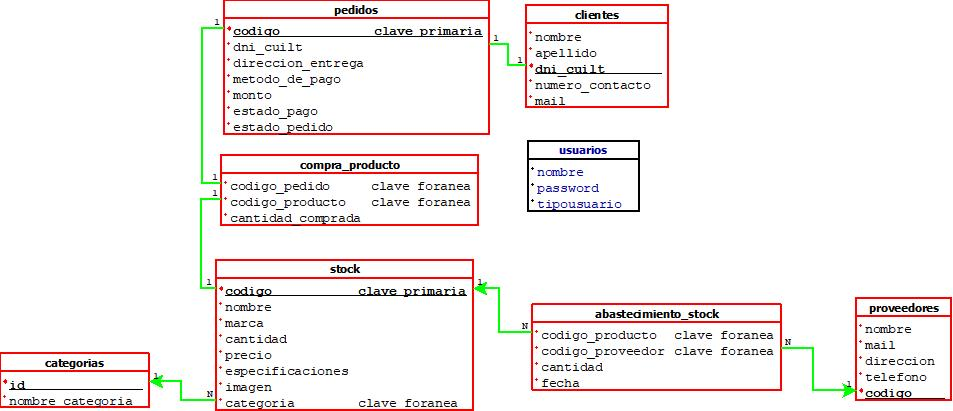 pedidos
codigo clave primaria
dni_cuilt
direccion_entrega
metodo_de_pago
monto
estado_pago
estado_pedido
1
1
1
clientes
nombre
apellido
dni_cuilt
numero_contacto
mail
compra_producto
codigo_pedido clave foranea
codigo_producto clave foranea
cantidad_comprada
1
1
usuarios
nombre
password
tipousuario
stock
codigo clave primaria
nombre
marca
cantidad
precio
especificaciones
imagen
categoria clave foranea
1
1
N
abastecimiento_stock
codigo_producto clave foranea
codigo_proveedor clave foranea
cantidad
fecha
N
N
proveedores
nombre
mail
direccion
telefono
codigo
1
categorias
id
nombre_categoria
1